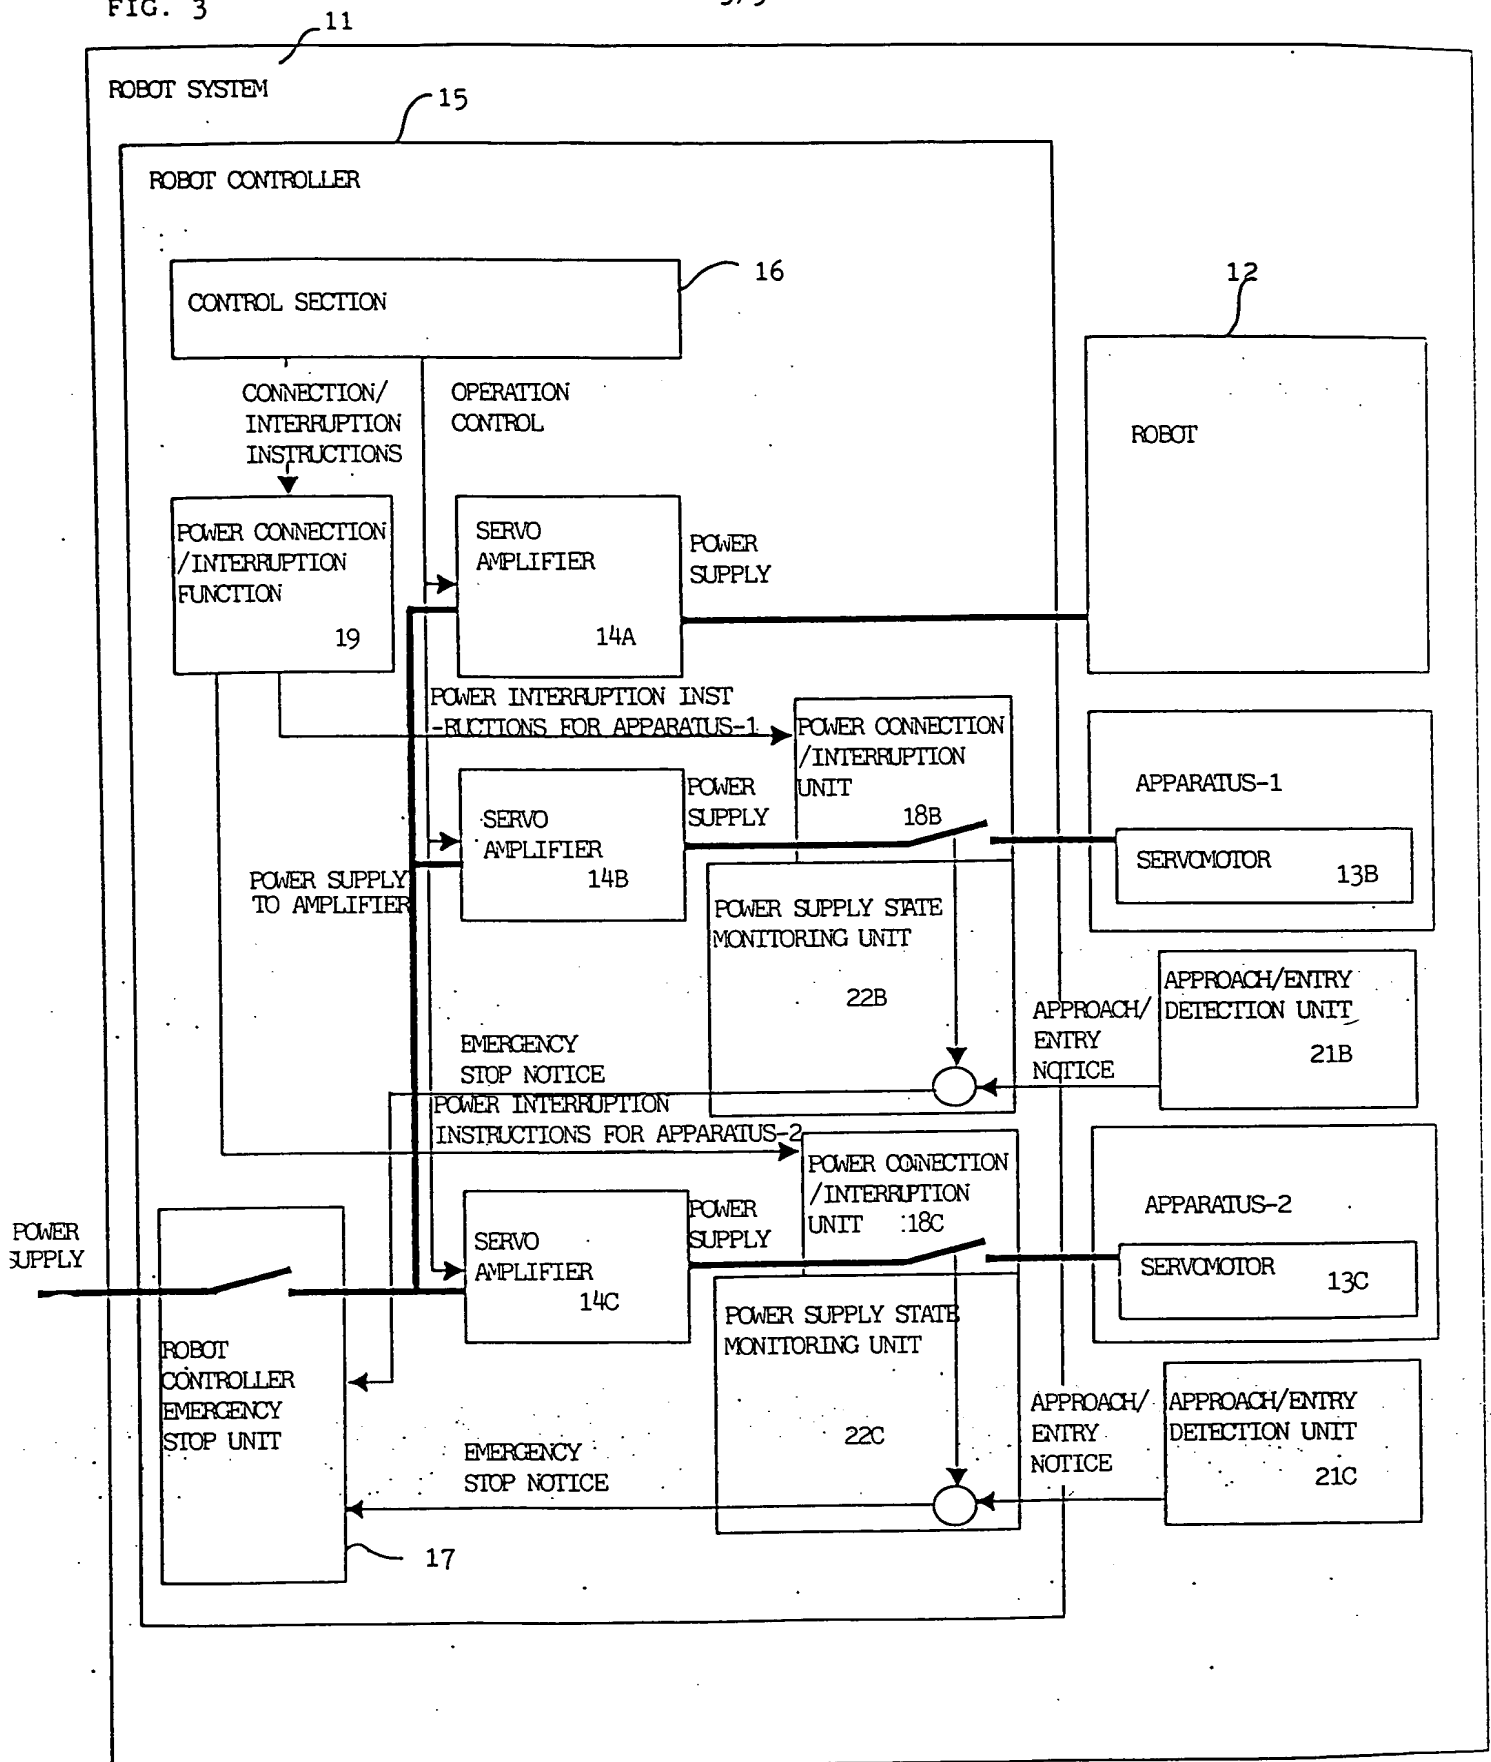 FIG. 3
3/3
11
ROBOT SYSTEM
15
ROBOT CONTROLLER
16
CONTROL SECTION
12
CONNECTION/
INTERRUPTION
INSTRUCTIONS
OPERATION
CONTROL
ROBOT
POWER CONNECTION
/INTERRUPTION
FUNCTION
19
SERVO
AMPLIFIER
14A
POWER
SUPPLY
POWER INTERRUPTION INST
-RUCTIONS FOR APPARATUS-1
POWER CONNECTION
/INTERRUPTION
UNIT
18B
APPARATUS-1
SERVOMOTOR
13B
SERVO
AMPLIFIER
14B
POWER
SUPPLY
POWER SUPPLY
TO AMPLIFIER
POWER SUPPLY STATE
MONITORING UNIT
22B
APPROACH/
ENTRY
NOTICE
APPROACH/ENTRY
DETECTION UNIT
21B
EMERGENCY
STOP NOTICE
POWER INTERRUPTION
INSTRUCTIONS FOR APPARATUS-2
POWER CONNECTION
/INTERRUPTION
UNIT 18C
APPARATUS-2
SERVOMOTOR
13C
POWER
SUPPLY
SERVO
AMPLIFIER
14C
POWER
SUPPLY
ROBOT
CONTROLLER
EMERGENCY
STOP UNIT
POWER SUPPLY STATE
MONITORING UNIT
22C
APPROACH/
ENTRY
NOTICE
APPROACH/ENTRY
DETECTION UNIT
21C
EMERGENCY
STOP NOTICE
17